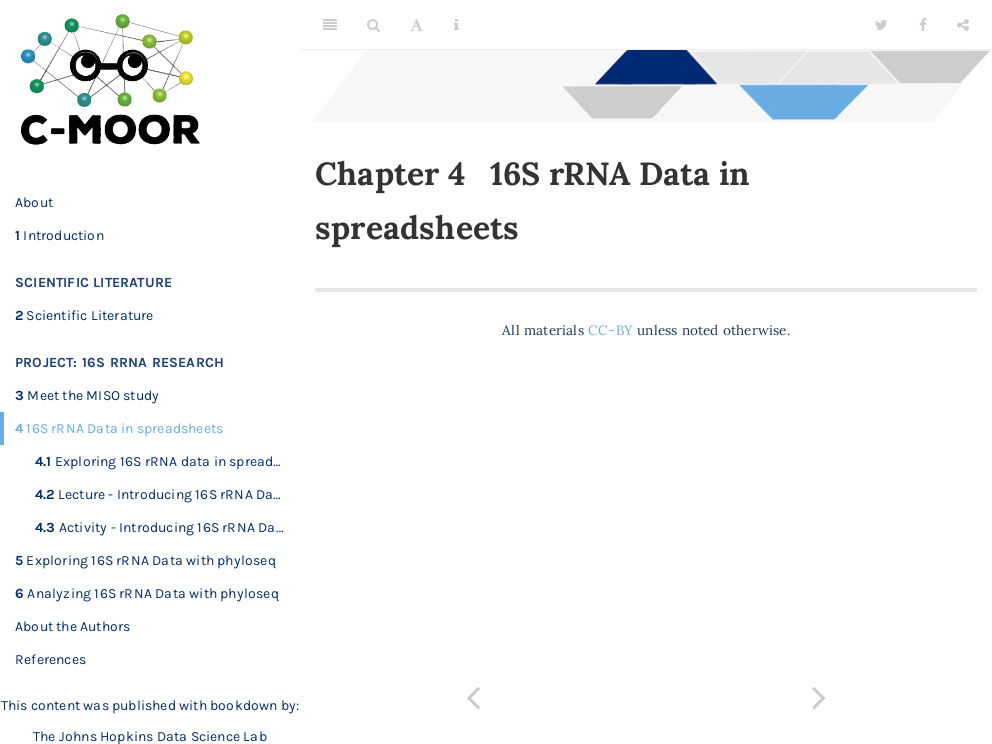 C-MOOR
About
1 Introduction
SCIENTIFIC LITERATURE
2 Scientific Literature
PROJECT: 16S RRNA RESEARCH
3 Meet the MISO study
4 16S rRNA Data in spreadsheets
4.1 Exploring 16S rRNA data in spread…
4.2 Lecture - Introducing 16S rRNA Da…
4.3 Activity - Introducing 16S rRNA Da…
5 Exploring 16S rRNA Data with phyloseq
6 Analyzing 16S rRNA Data with phyloseq
About the Authors
References
This content was published with bookdown by:
The Johns Hopkins Data Science Lab
Chapter 4 16S rRNA Data in
spreadsheets
All materials CC-BY unless noted otherwise.